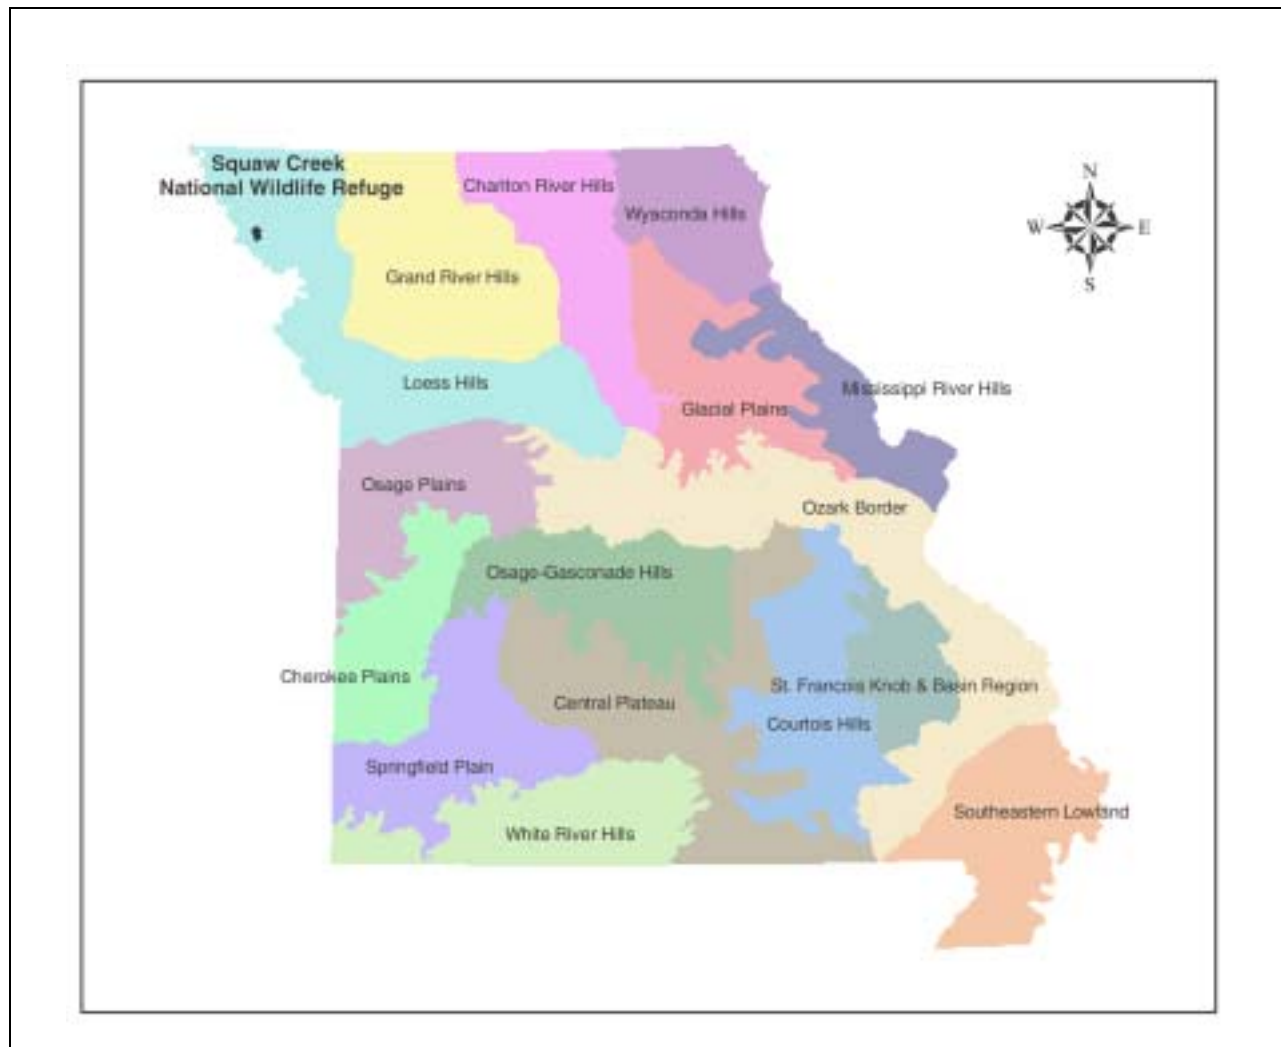 Squaw Creek
National Wildlife Refuge
Chariton River Hills
Wyaconda Hills
N
W
E
S
Grand River Hills
Loess Hills
Mississippi River Hills
Glacial Plains
Osage Plains
Ozark Border
Osage-Gasconade Hills
Cherokee Plains
St. Francois Knob & Basin Region
Central Plateau
Courtois Hills
Springfield Plain
Southeastern Lowland
White River Hills